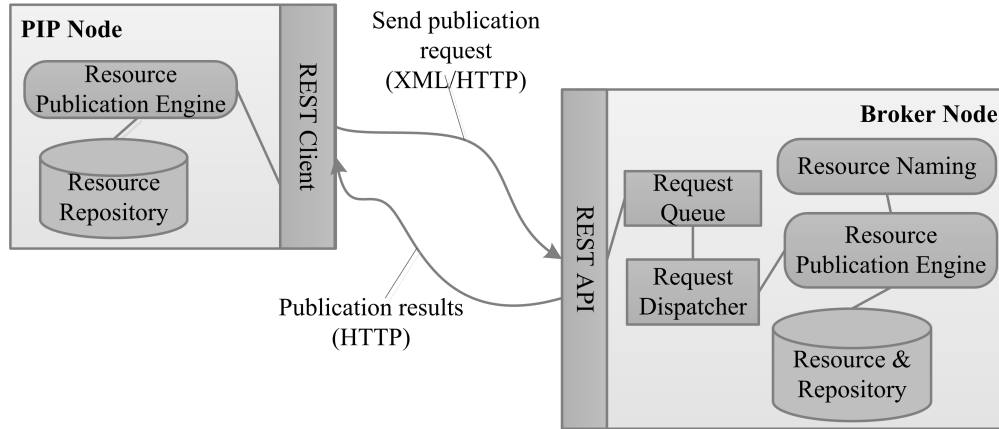 PIP Node
Resource
Publication Engine
Resource
Repository
REST Client
Send publication
request
(XML/HTTP)
Publication results
(HTTP)
REST API
Broker Node
Request
Queue
Request
Dispatcher
Resource Naming
Resource
Publication Engine
Resource &
Repository